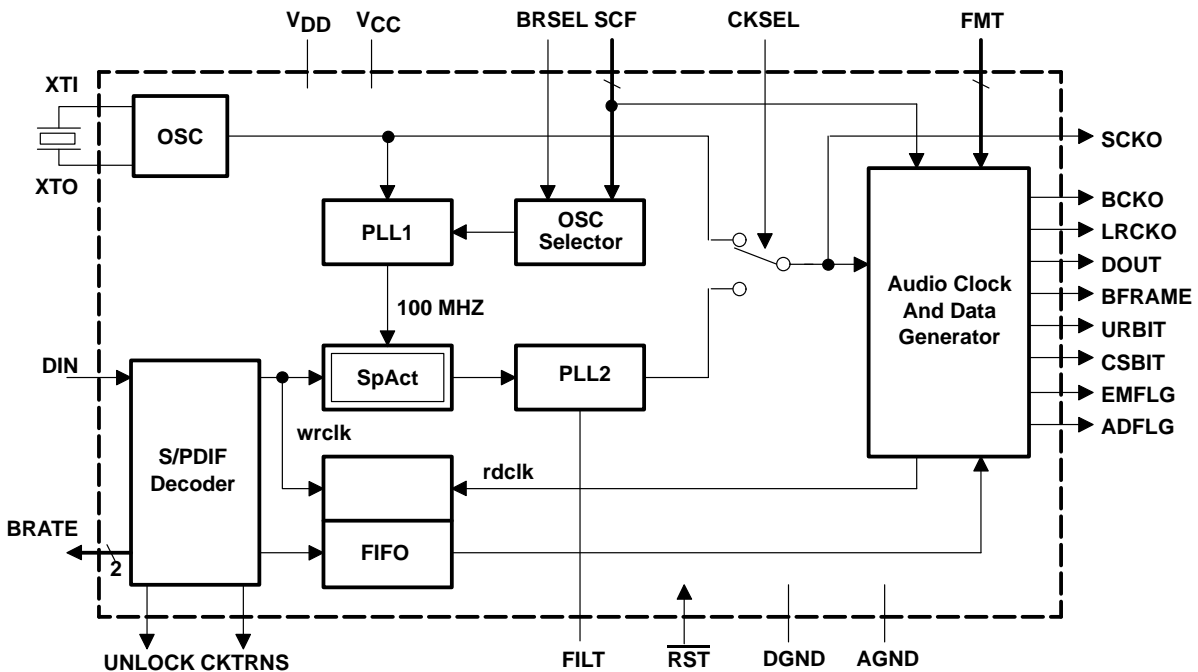 VDD
VCC
BRSEL SCF
CKSEL
FMT
XTI
OSC
XTO
SCKO
PLL1
OSC
Selector
BCKO
LRCKO
DOUT
BFRAME
URBIT
CSBIT
EMFLG
ADFLG
Audio Clock
And Data
Generator
100 MHZ
DIN
SpAct
PLL2
wrclk
S/PDIF
Decoder
rdclk
BRATE
2
FIFO
UNLOCK CKTRNS
FILT
RST
DGND
AGND